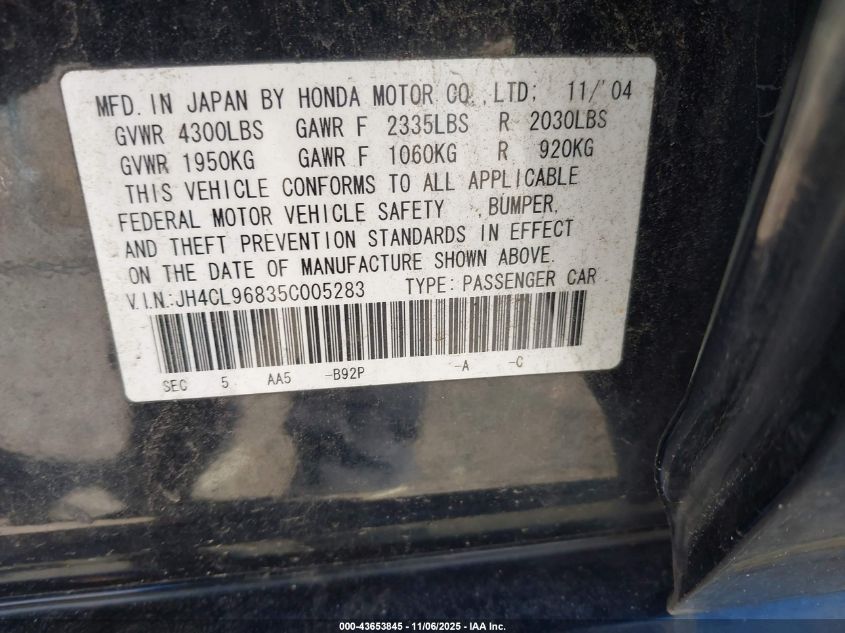 MFD. IN JAPAN BY HONDA MOTOR CO.,LTD; 11/'04
GVWR 4300LBS GAWR F 2335LBS R 2030LBS
GVWR 1950KG GAWR F 1060KG R 920KG
THIS VEHICLE CONFORMS TO ALL APPLICABLE
FEDERAL MOTOR VEHICLE SAFETY ,BUMPER,
AND THEFT PREVENTION STANDARDS IN EFFECT
ON THE DATE OF MANUFACTURE SHOWN ABOVE.
V.I.N:JH4CL96835C005283 TYPE: PASSENGER CAR
SEC 5 AA5 -B92P -A -C
000-43653845 - 11/06/2025 - IAA Inc.